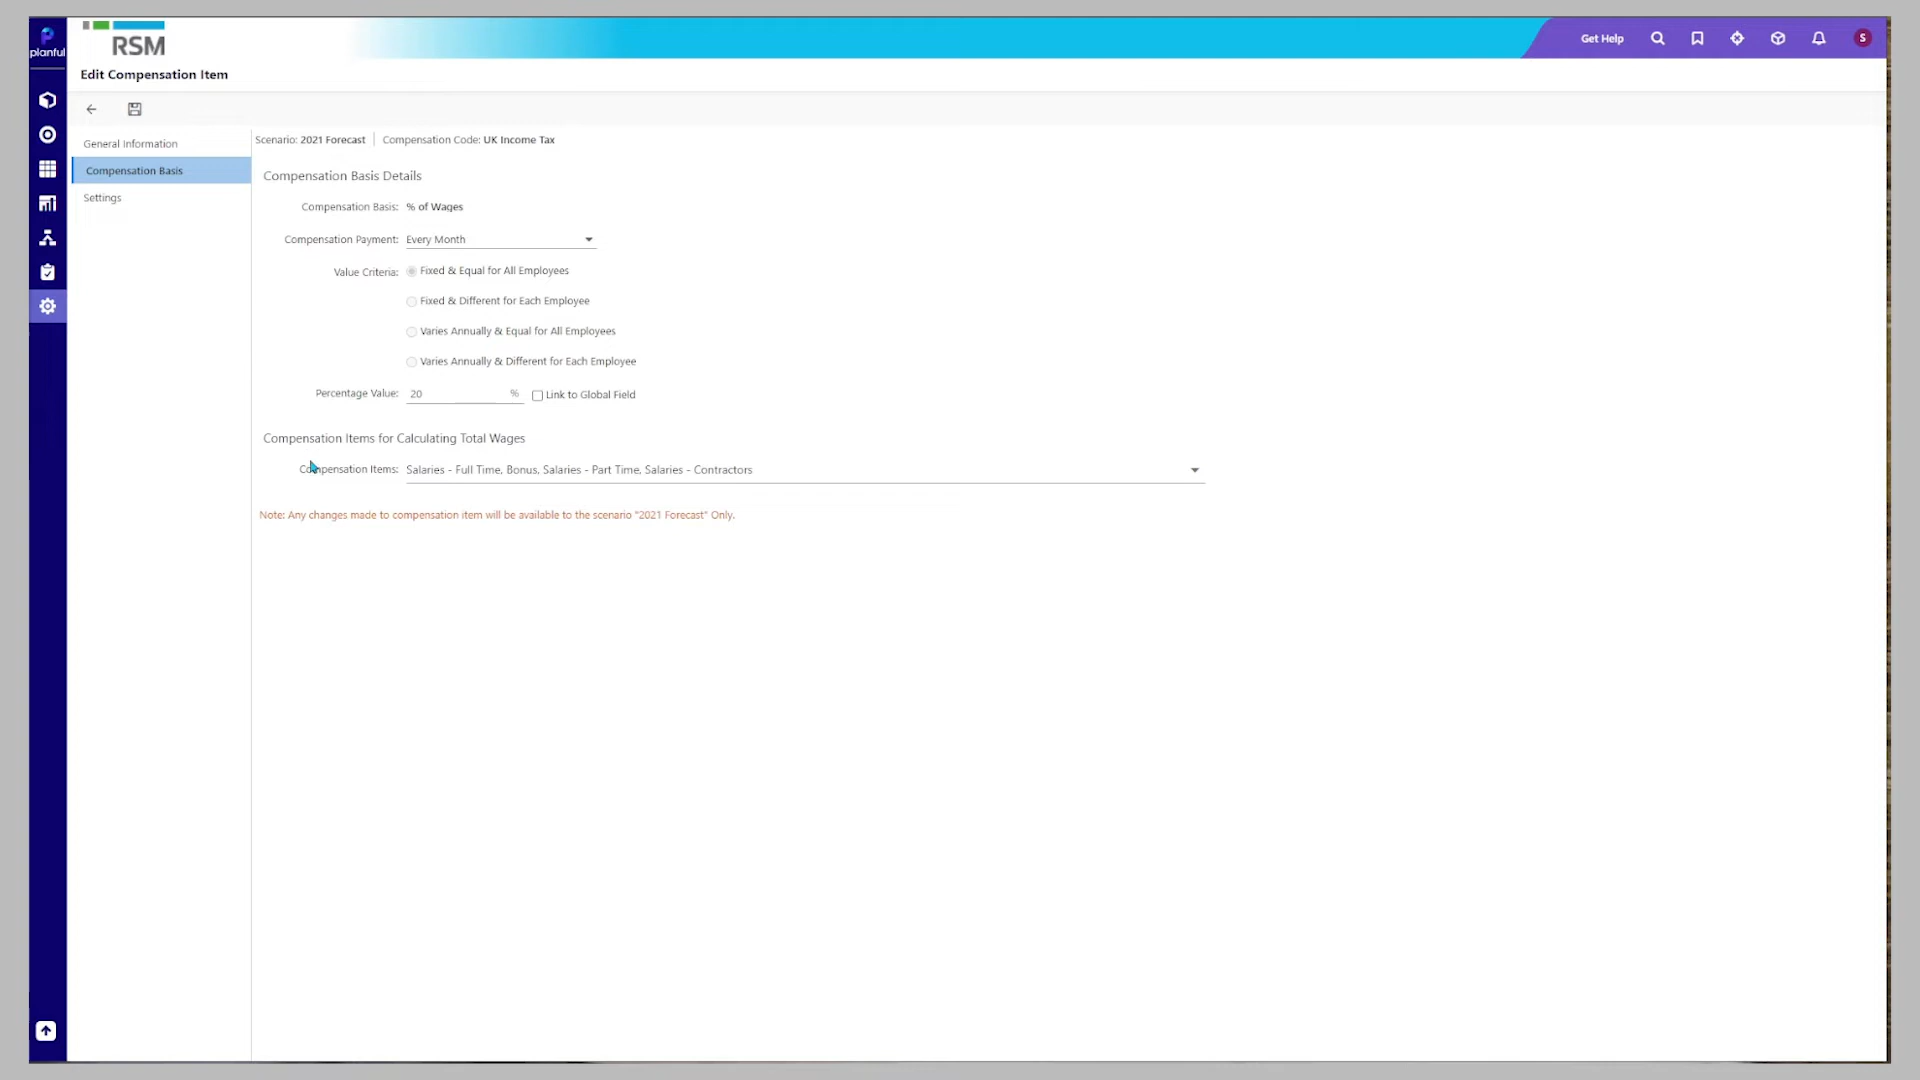 planful
RSM
Get Help
S
Edit Compensation Item
General Information
Compensation Basis
Settings
Scenario: 2021 Forecast | Compensation Code: UK Income Tax
Compensation Basis Details
Compensation Basis: % of Wages
Compensation Payment: Every Month
Value Criteria: Fixed & Equal for All Employees
Fixed & Different for Each Employee
Varies Annually & Equal for All Employees
Varies Annually & Different for Each Employee
Percentage Value: 20 % Link to Global Field
Compensation Items for Calculating Total Wages
Compensation Items: Salaries - Full Time, Bonus, Salaries - Part Time, Salaries - Contractors
Note: Any changes made to compensation item will be available to the scenario "2021 Forecast" Only.